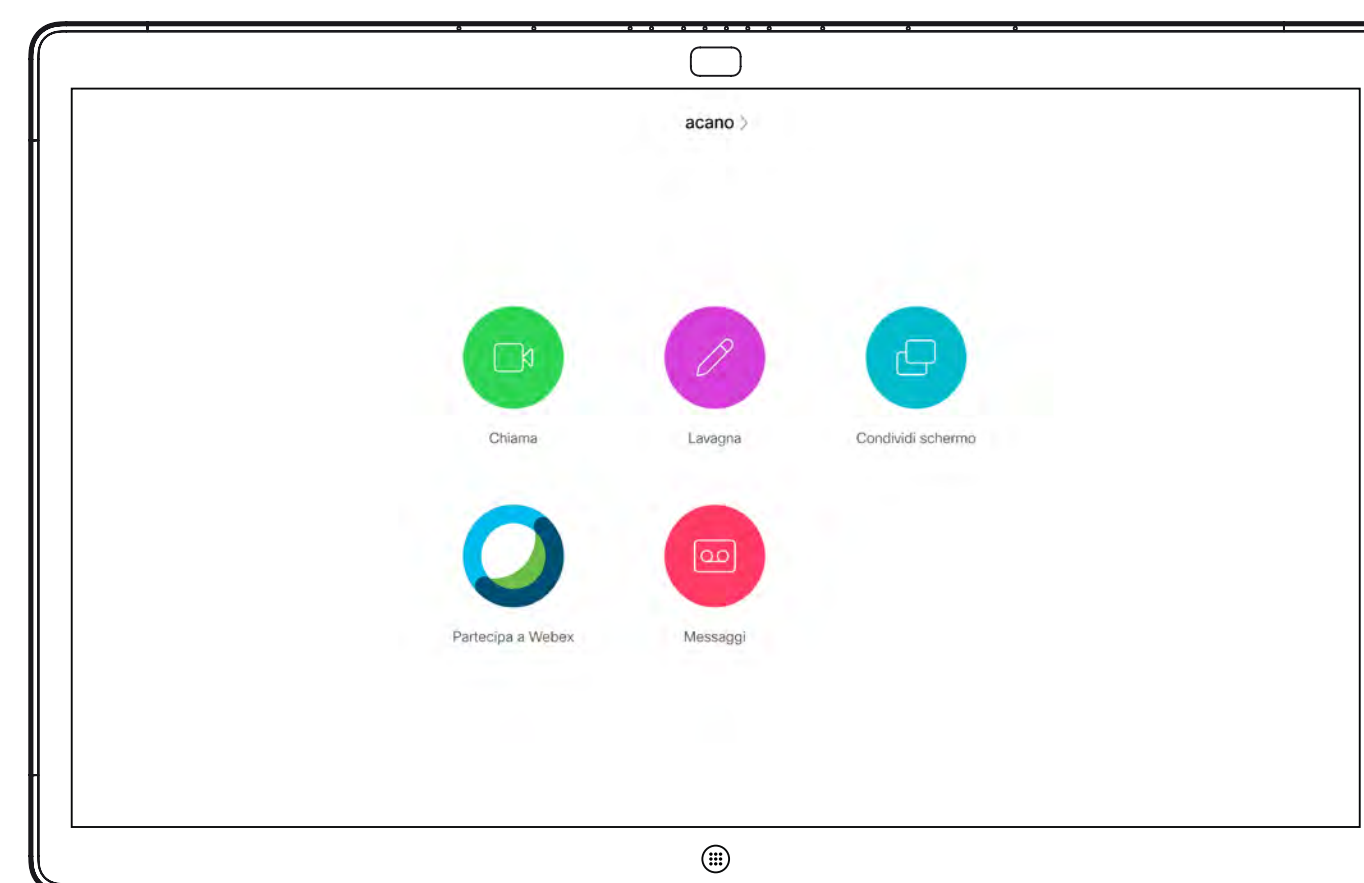 acano
Chiama
Lavagna
Condividi schermo
Partecipa a Webex
Messaggi